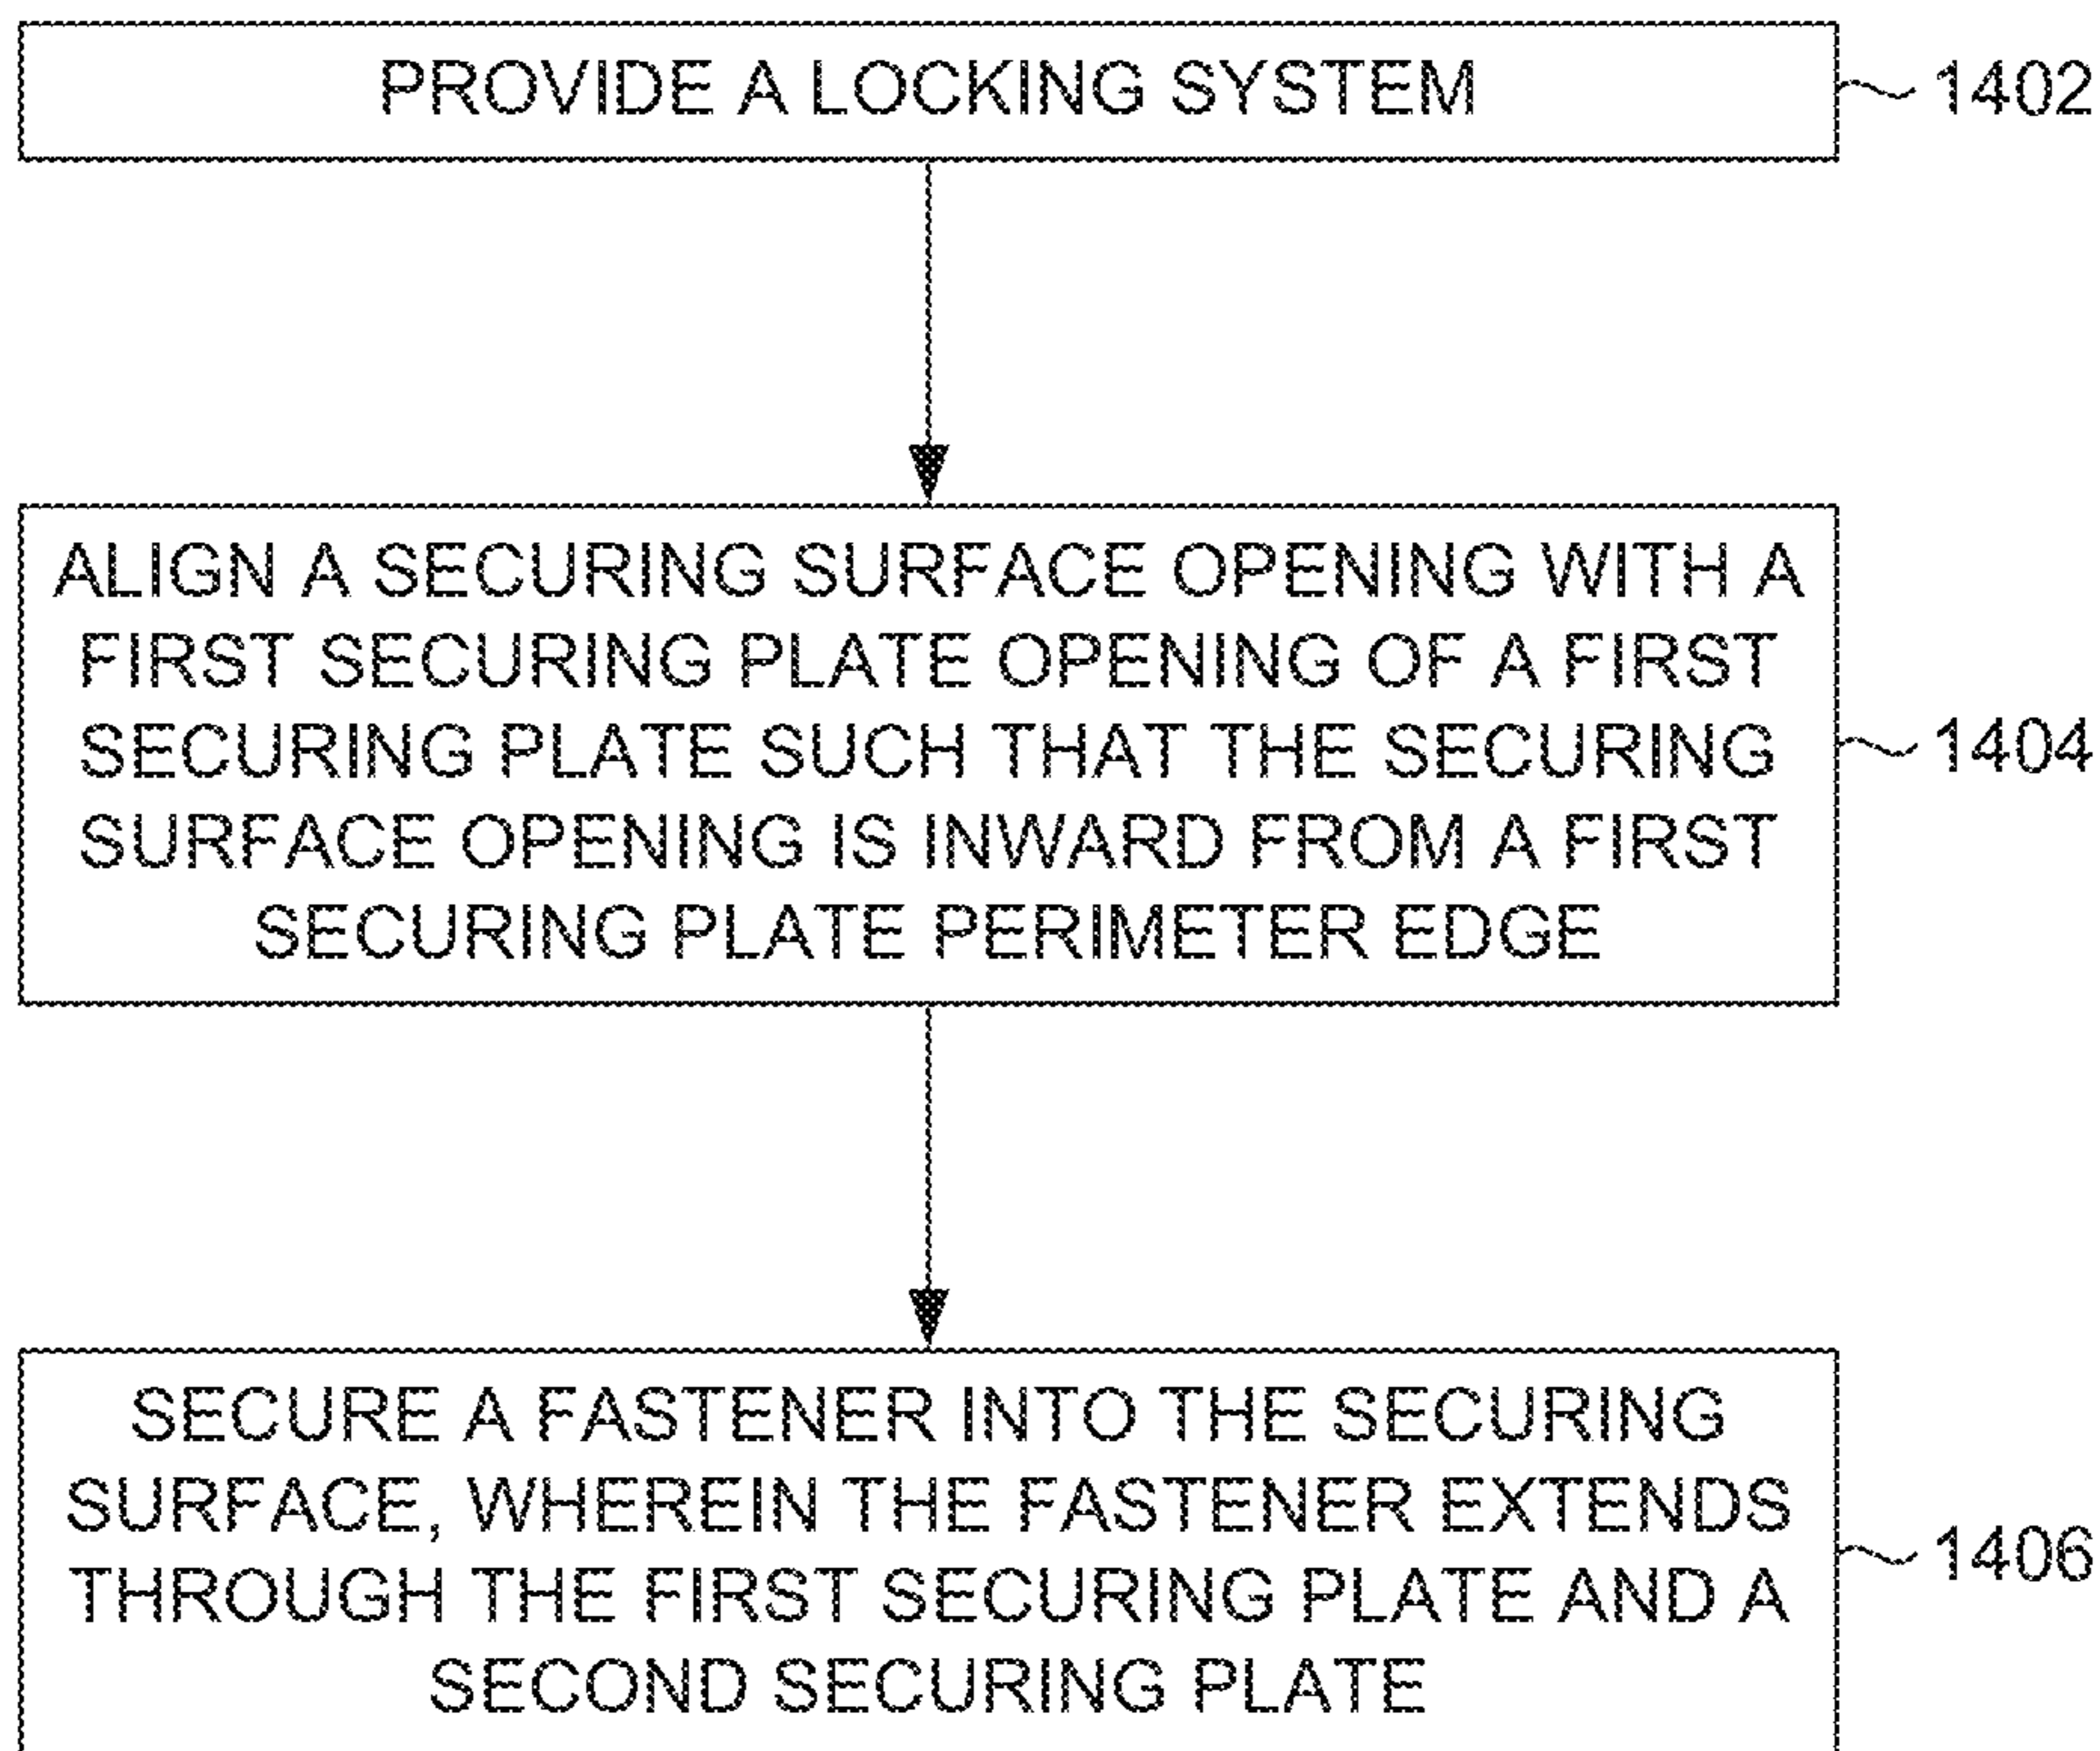 PROVIDE A LOCKING SYSTEM
1402
ALIGN A SECURING SURFACE OPENING WITH A
FIRST SECURING PLATE OPENING OF A FIRST
SECURING PLATE SUCH THAT THE SECURING
SURFACE OPENING IS INWARD FROM A FIRST
SECURING PLATE PERIMETER EDGE
1404
SECURE A FASTENER INTO THE SECURING
SURFACE, WHEREIN THE FASTENER EXTENDS
THROUGH THE FIRST SECURING PLATE AND A
SECOND SECURING PLATE
1406